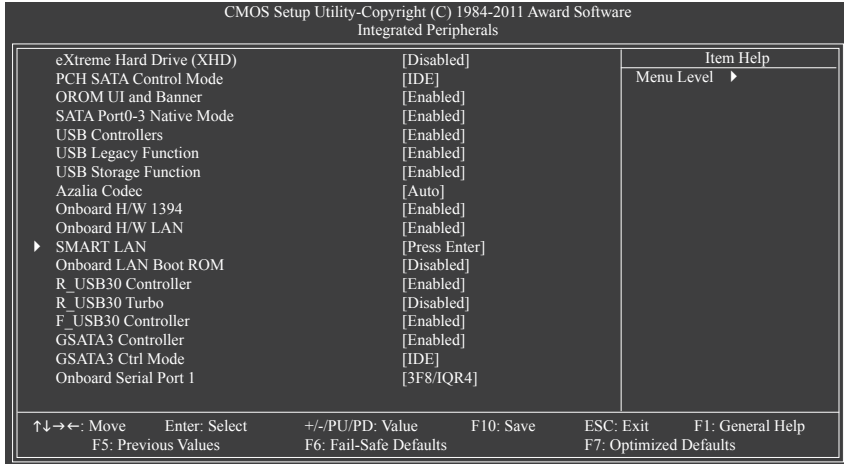 CMOS Setup Utility-Copyright (C) 1984-2011 Award Software
Integrated Peripherals
eXtreme Hard Drive (XHD) [Disabled]
PCH SATA Control Mode [IDE]
OROM UI and Banner [Enabled]
SATA Port0-3 Native Mode [Enabled]
USB Controllers [Enabled]
USB Legacy Function [Enabled]
USB Storage Function [Enabled]
Azalia Codec [Auto]
Onboard H/W 1394 [Enabled]
Onboard H/W LAN [Enabled]
SMART LAN [Press Enter]
Onboard LAN Boot ROM [Disabled]
R_USB30 Controller [Enabled]
R_USB30 Turbo [Disabled]
F_USB30 Controller [Enabled]
GSATA3 Controller [Enabled]
GSATA3 Ctrl Mode [IDE]
Onboard Serial Port 1 [3F8/IQR4]
Item Help
Menu Level ▶
↑↓→←: Move Enter: Select +/-/PU/PD: Value F10: Save ESC: Exit F1: General Help
F5: Previous Values F6: Fail-Safe Defaults F7: Optimized Defaults